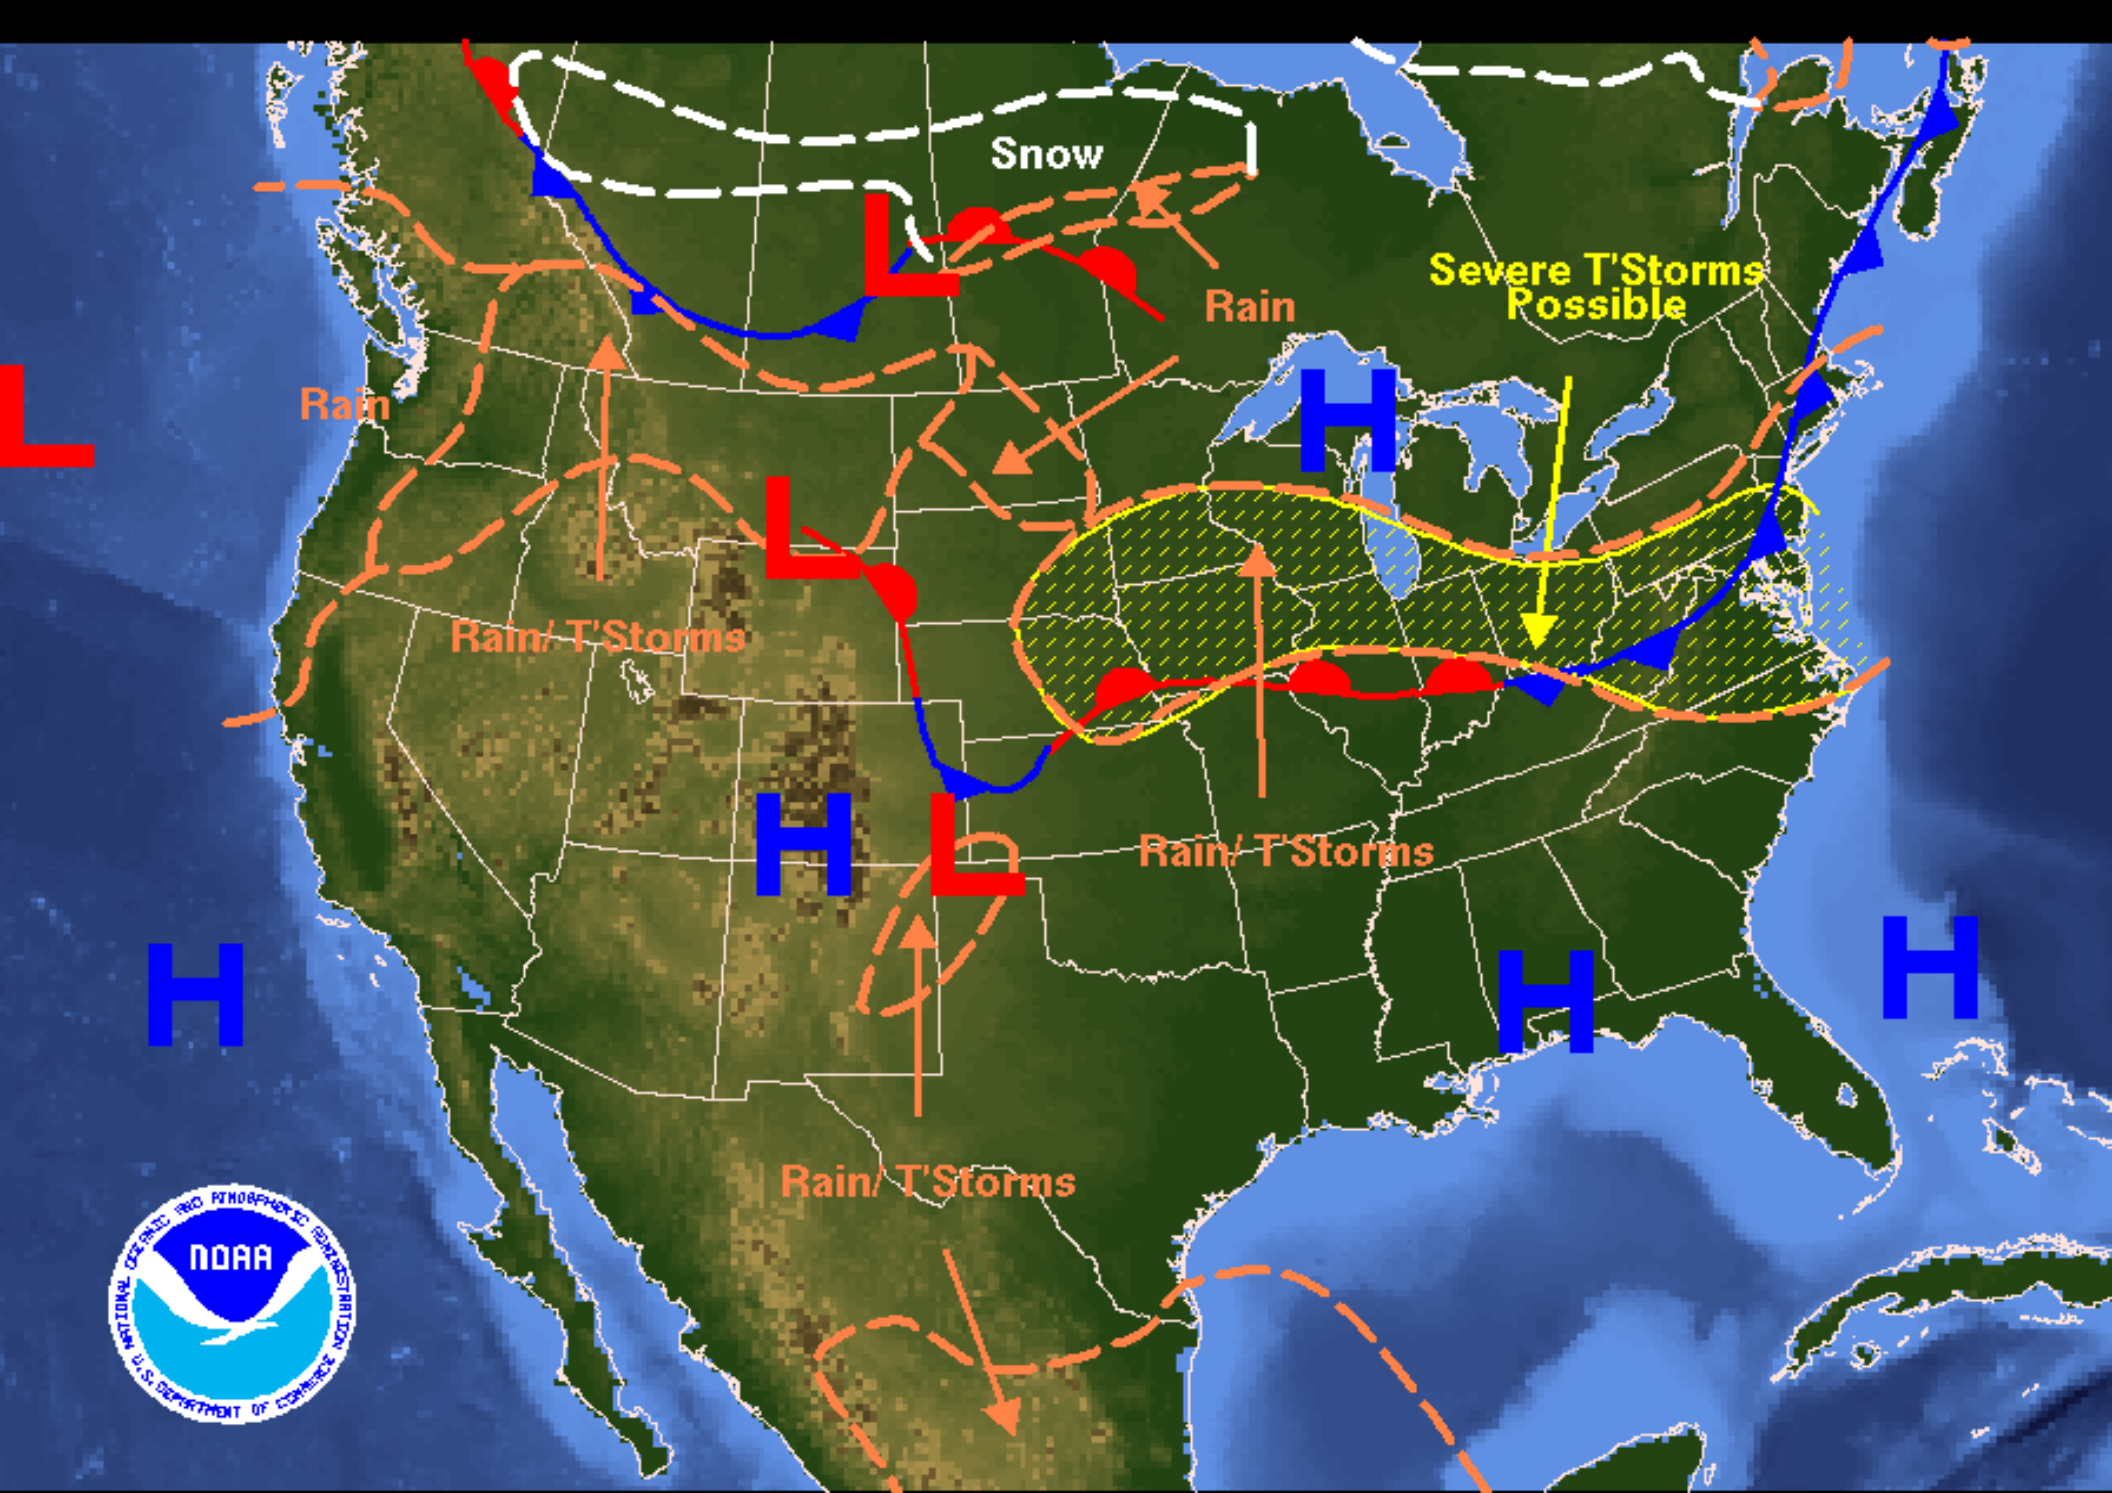 Snow
Severe T'Storms
Possible
Rain
L
L
H
Rain
L
Rain/ T'Storms
H
L
Rain/ T'Storms
H
H
H
Rain/ T'Storms
NATIONAL OCEANIC AND ATMOSPHERIC ADMINISTRATION
NOAA
U.S. DEPARTMENT OF COMMERCE